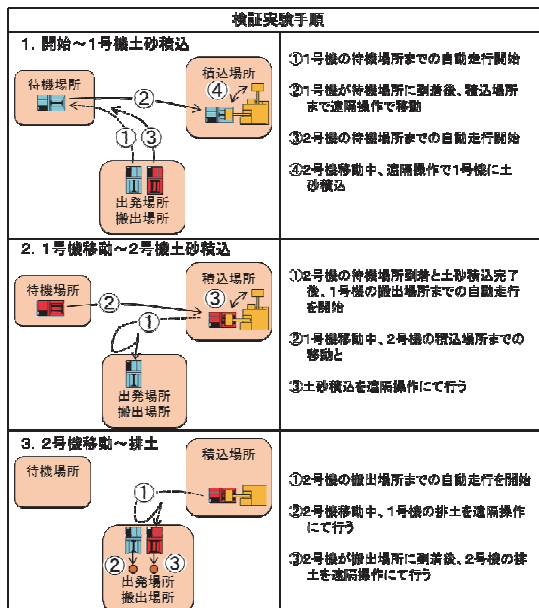 検証実験手順
1. 開始～1号機土砂積込
待機場所
積込場所
④
②
①
③
出発場所
搬出場所
①1号機の待機場所までの自動走行開始
②1号機が待機場所に到着後、積込場所
まで遠隔操作で移動
③2号機の待機場所までの自動走行開始
④2号機移動中、遠隔操作で1号機に土
砂積込
2. 1号機移動～2号機土砂積込
待機場所
積込場所
②
③
①
出発場所
搬出場所
①2号機の待機場所到着と土砂積込完了
後、1号機の搬出場所までの自動走行
を開始
②1号機移動中、2号機の積込場所までの
移動と
③土砂積込を遠隔操作にて行う
3. 2号機移動～排土
待機場所
積込場所
①
②
③
出発場所
搬出場所
①2号機の搬出場所までの自動走行を開始
②2号機移動中、1号機の排土を遠隔操作
にて行う
③2号機が搬出場所に到着後、2号機の排
土を遠隔操作にて行う